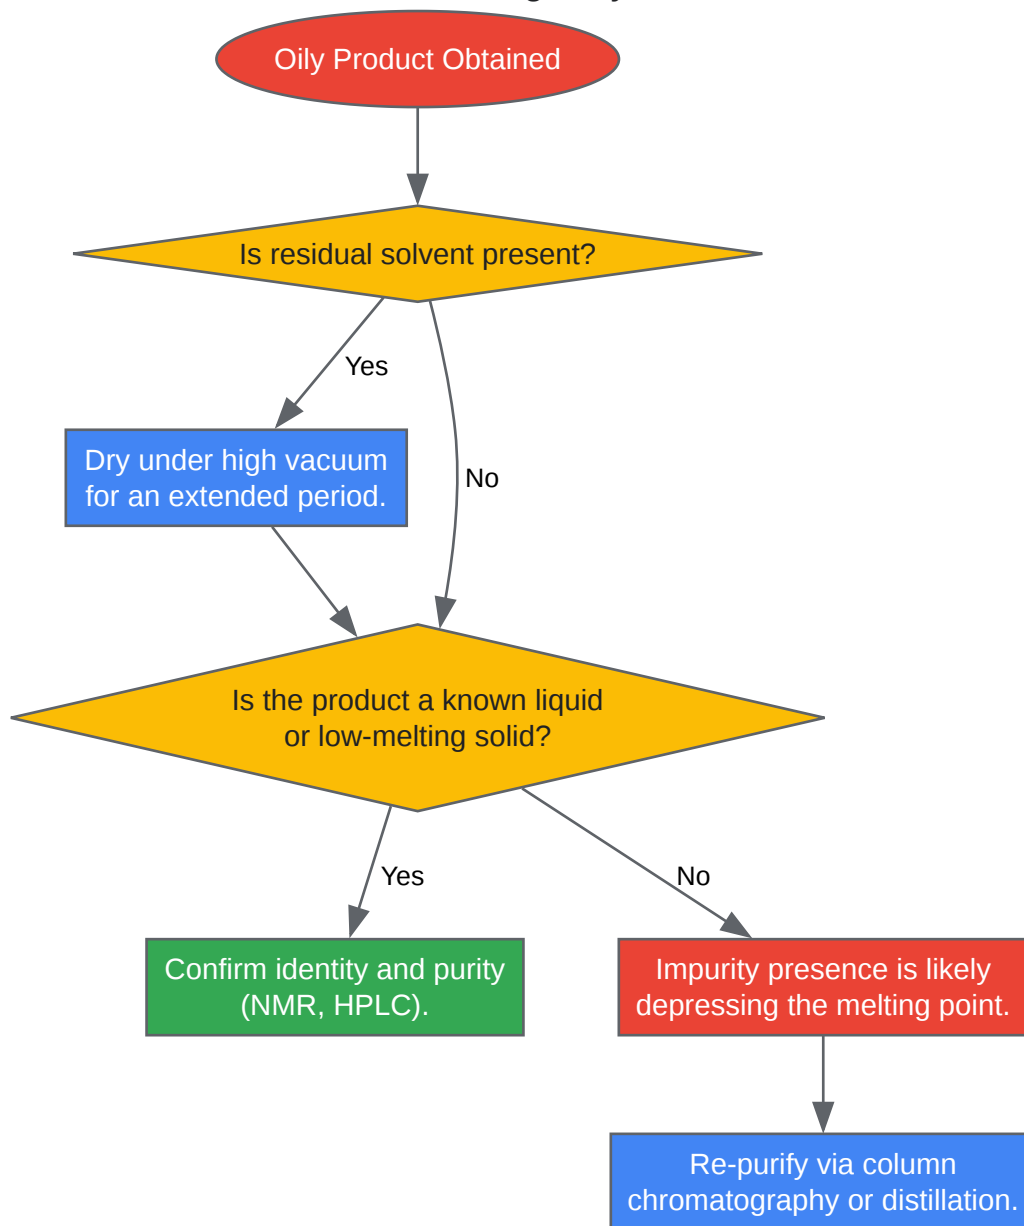 Oily Product Obtained
Is residual solvent present?
Yes
Dry under high vacuum
for an extended period.
No
Is the product a known liquid
or low-melting solid?
Yes
No
Confirm identity and purity
(NMR, HPLC).
Impurity presence is likely
depressing the melting point.
Re-purify via column
chromatography or distillation.